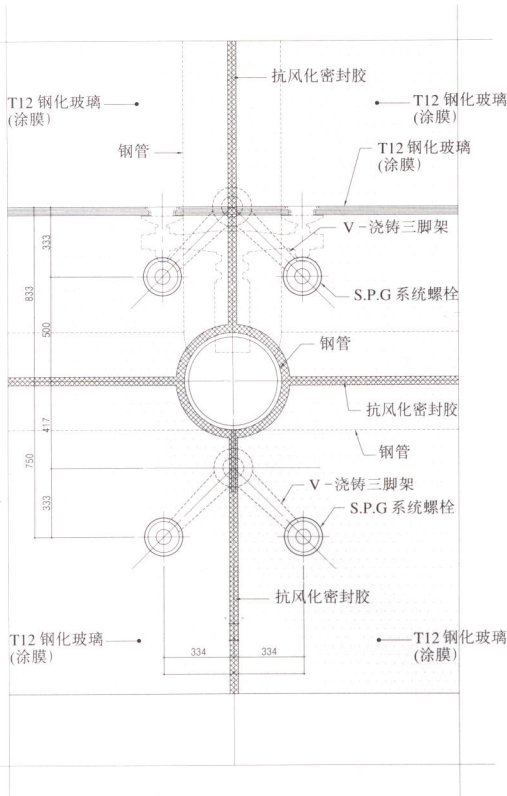 抗风化密封胶
T12 钢化玻璃
(涂膜)
T12 钢化玻璃
(涂膜)
钢管
T12 钢化玻璃
(涂膜)
V-浇铸三脚架
333
833
S.P.G 系统螺栓
500
钢管
抗风化密封胶
417
钢管
750
V-浇铸三脚架
333
S.P.G 系统螺栓
抗风化密封胶
T12 钢化玻璃
(涂膜)
334
334
T12 钢化玻璃
(涂膜)